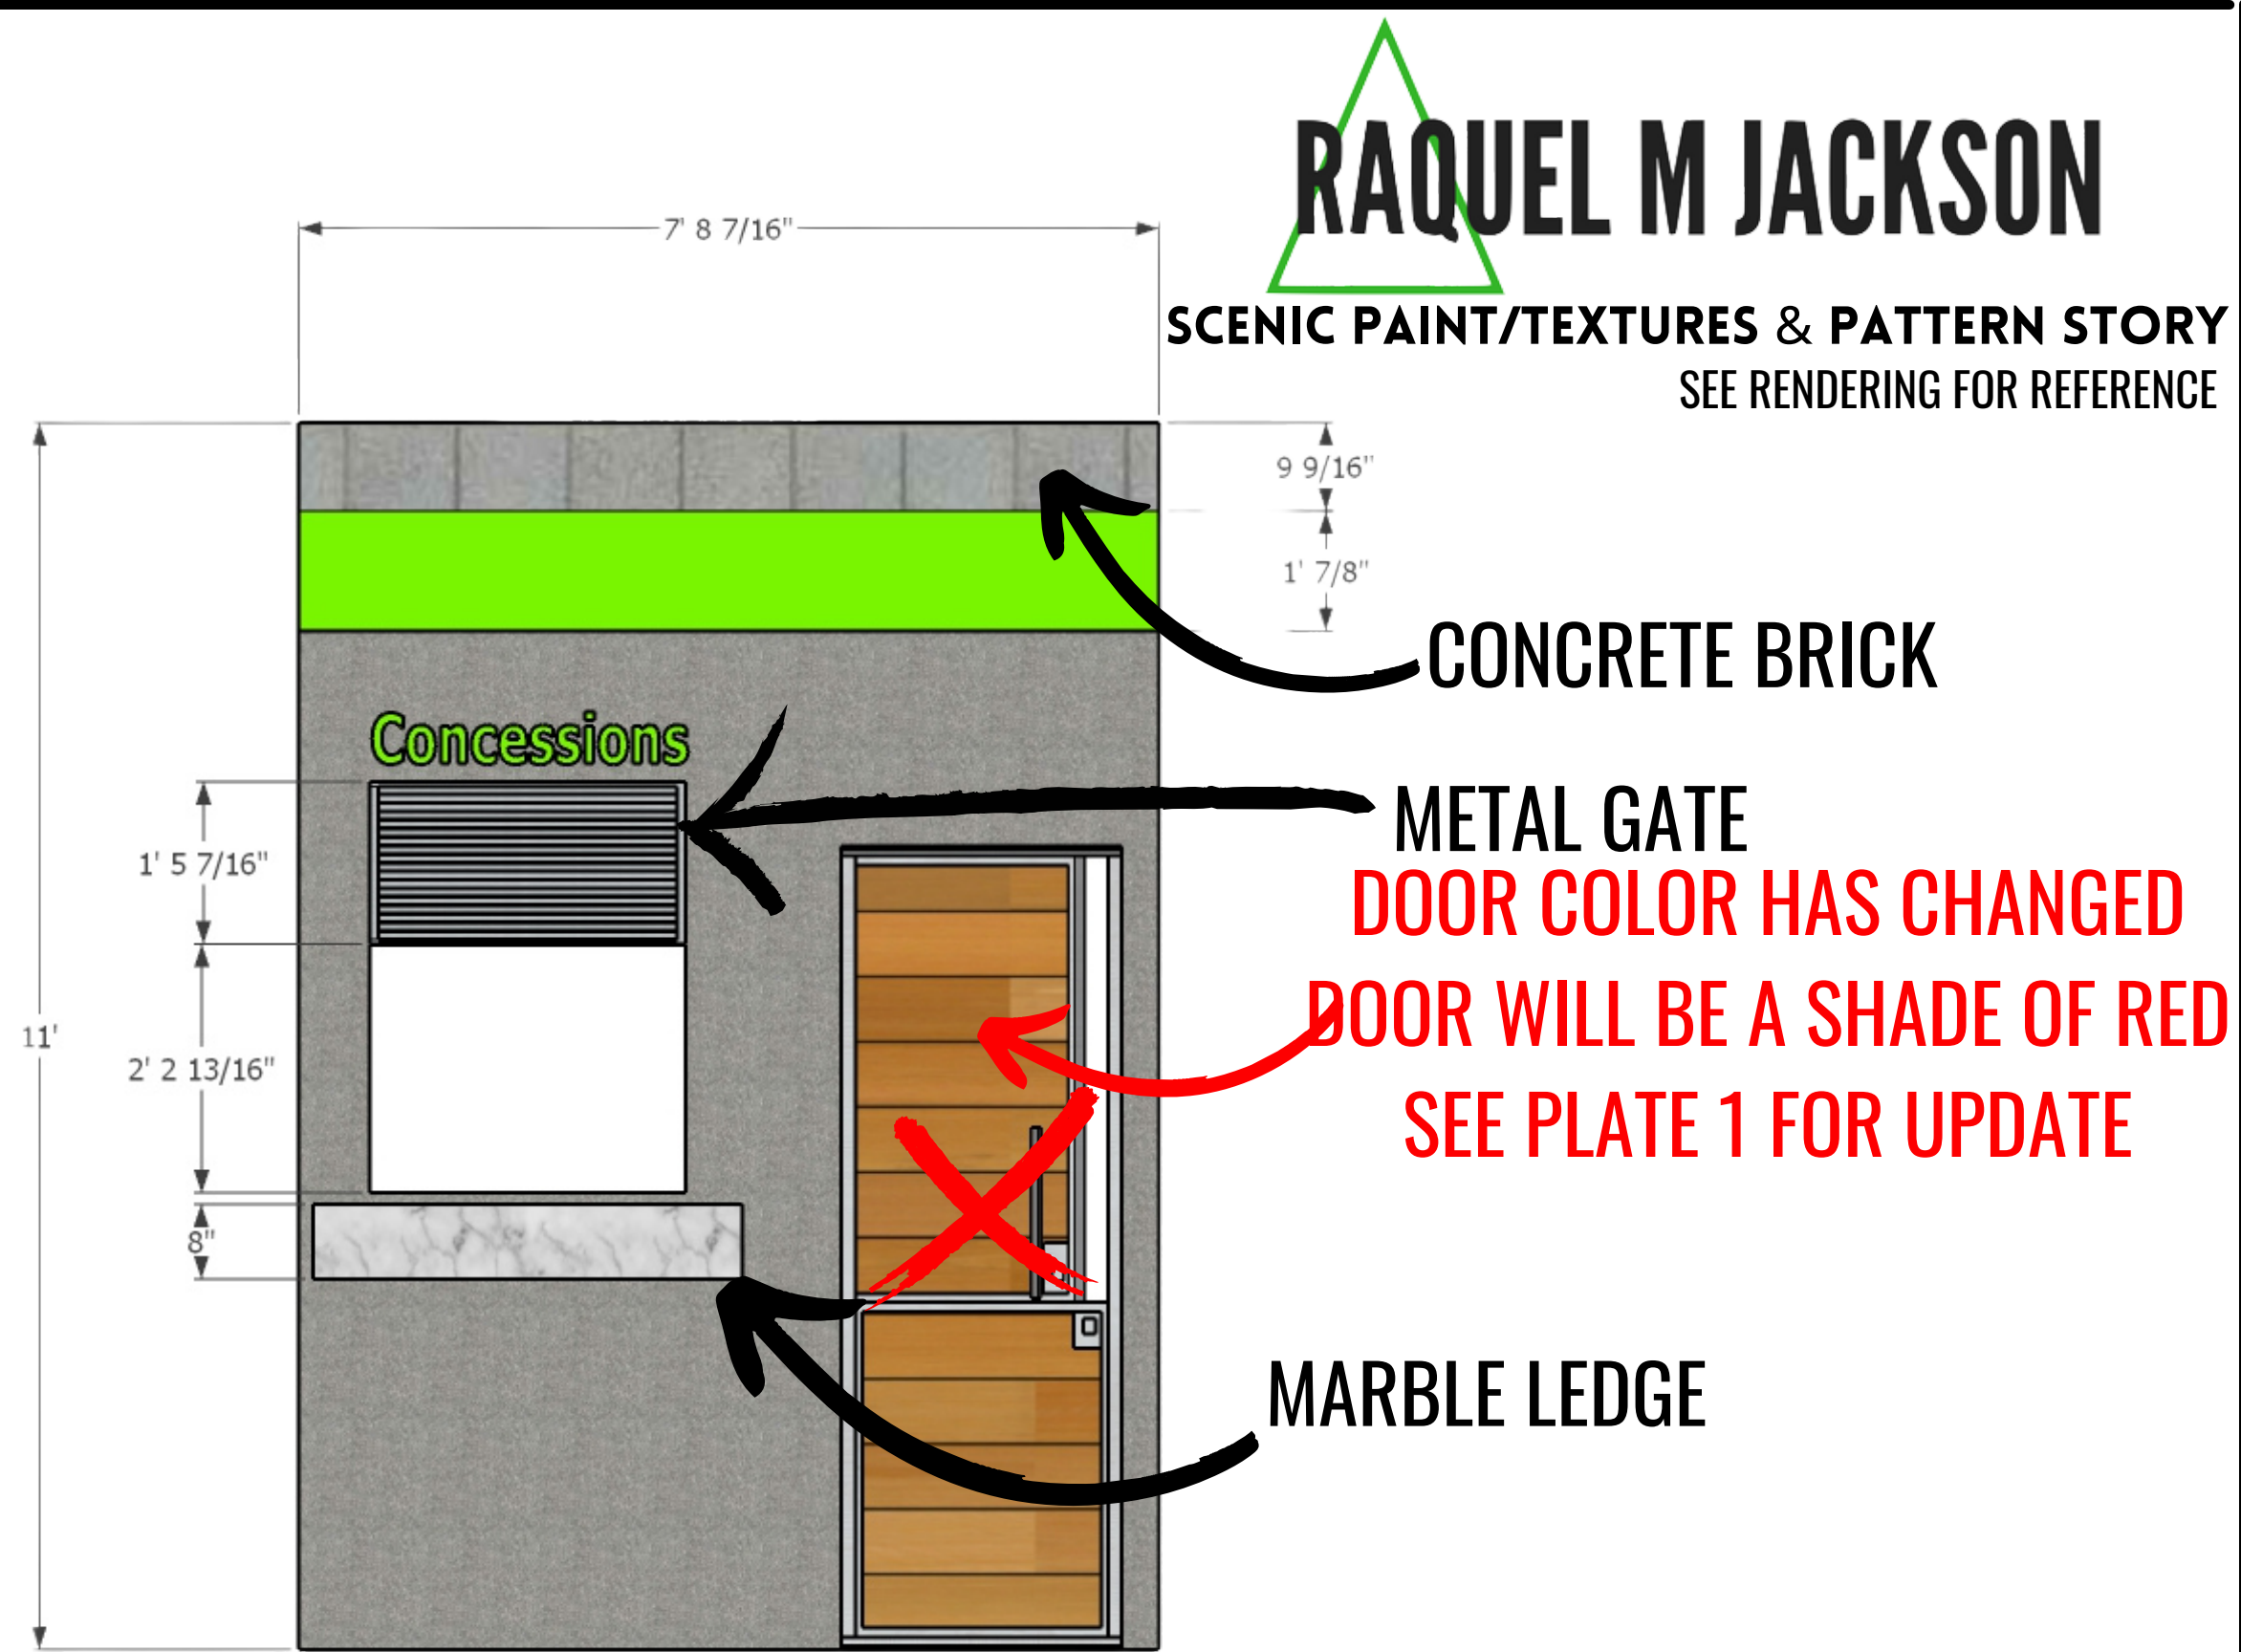 RAQUEL M JACKSON
SCENIC PAINT/TEXTURES & PATTERN STORY
SEE RENDERING FOR REFERENCE
7' 8 7/16"
9 9/16"
1' 7/8"
CONCRETE BRICK
Concessions
METAL GATE
1' 5 7/16"
DOOR COLOR HAS CHANGED
DOOR WILL BE A SHADE OF RED
SEE PLATE 1 FOR UPDATE
11'
2' 2 13/16"
8"
MARBLE LEDGE